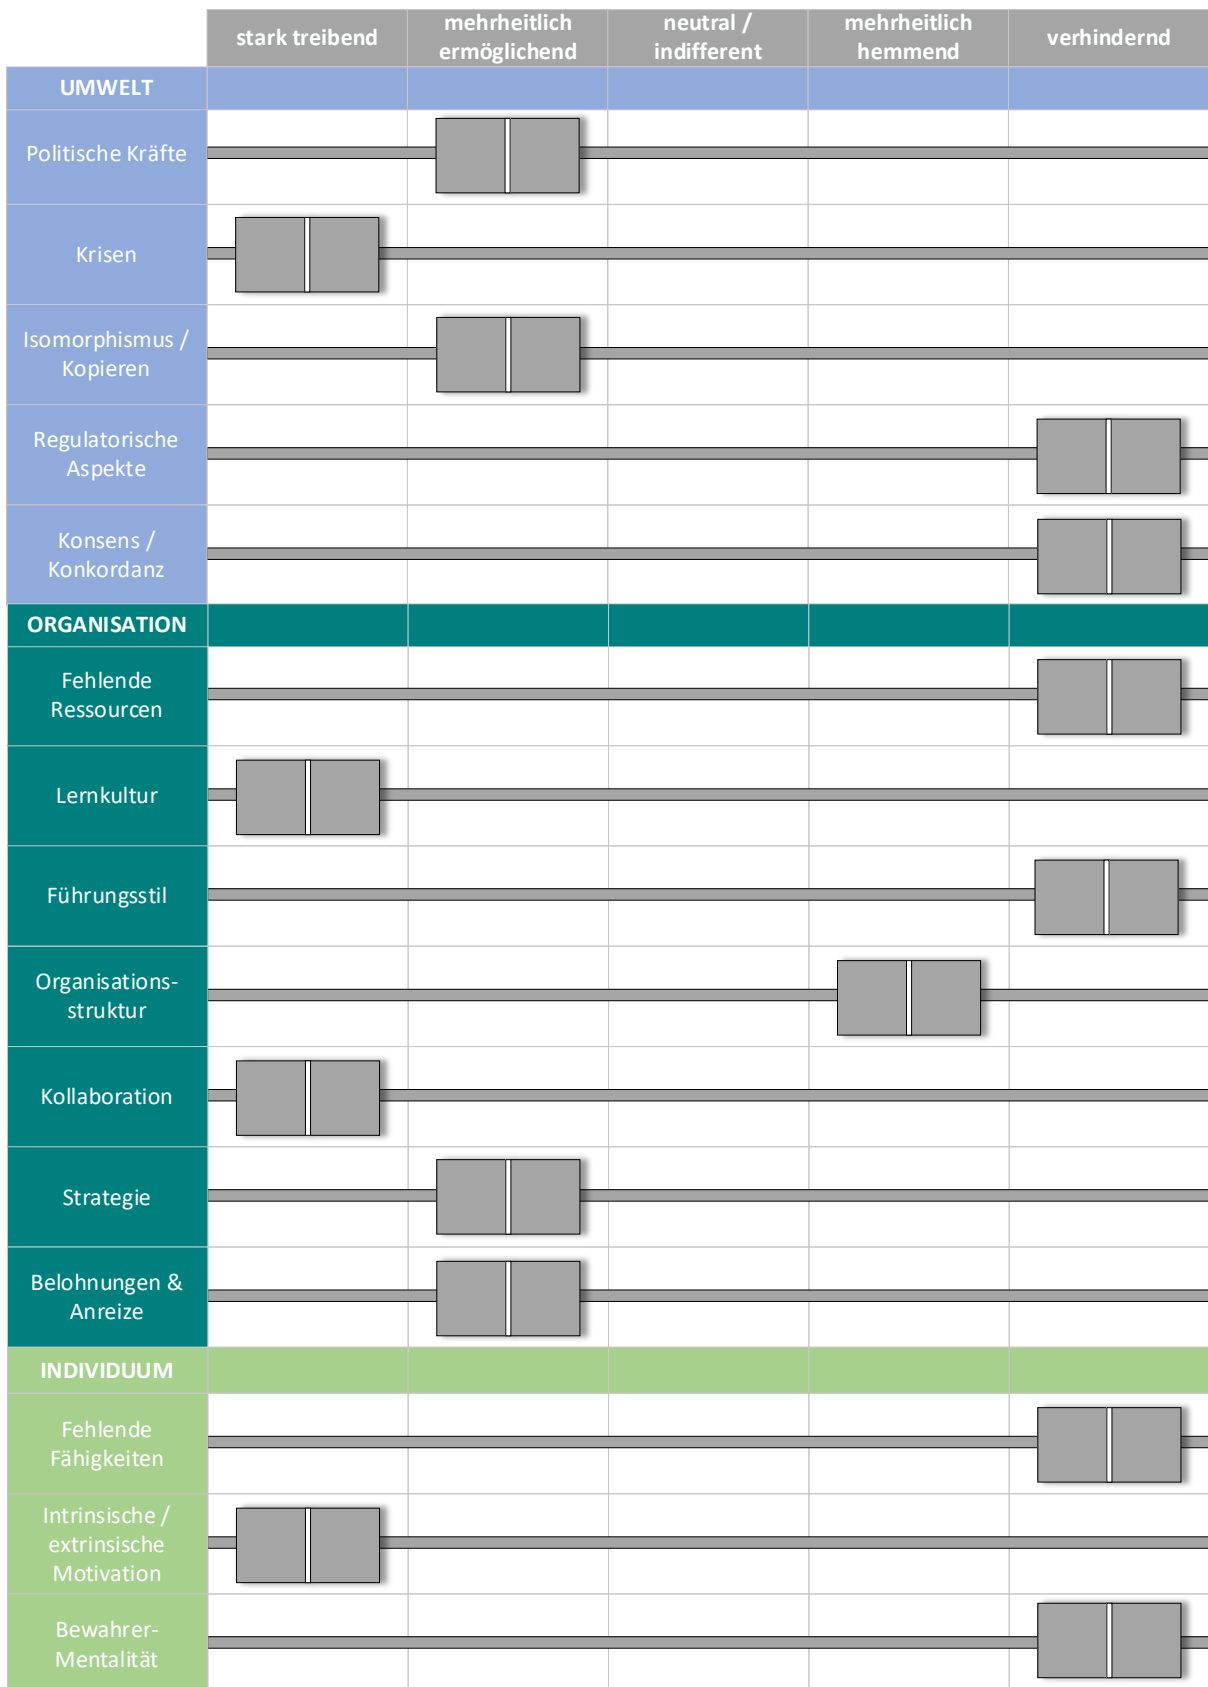 stark treibend
mehrheitlich
ermöglichend
neutral /
indifferent
mehrheitlich
hemmend
verhindernd
UMWELT
Politische Kräfte
Krisen
Isomorphismus /
Kopieren
Regulatorische
Aspekte
Konsens /
Konkordanz
ORGANISATION
Fehlende
Ressourcen
Lernkultur
Führungsstil
Organisations-
struktur
Kollaboration
Strategie
Belohnungen &
Anreize
INDIVIDUUM
Fehlende
Fähigkeiten
Intrinsische /
extrinsische
Motivation
Bewahrer-
Mentalität